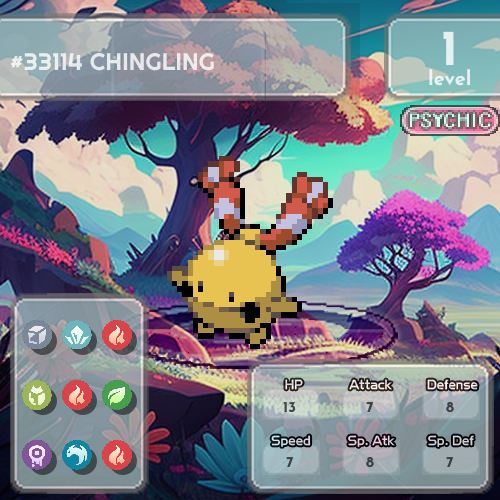 #33114 CHINGLING
1
level
PSYCHIC
HP Attack Defense
13 7 8
Speed Sp. Atk Sp. Def
7 8 7